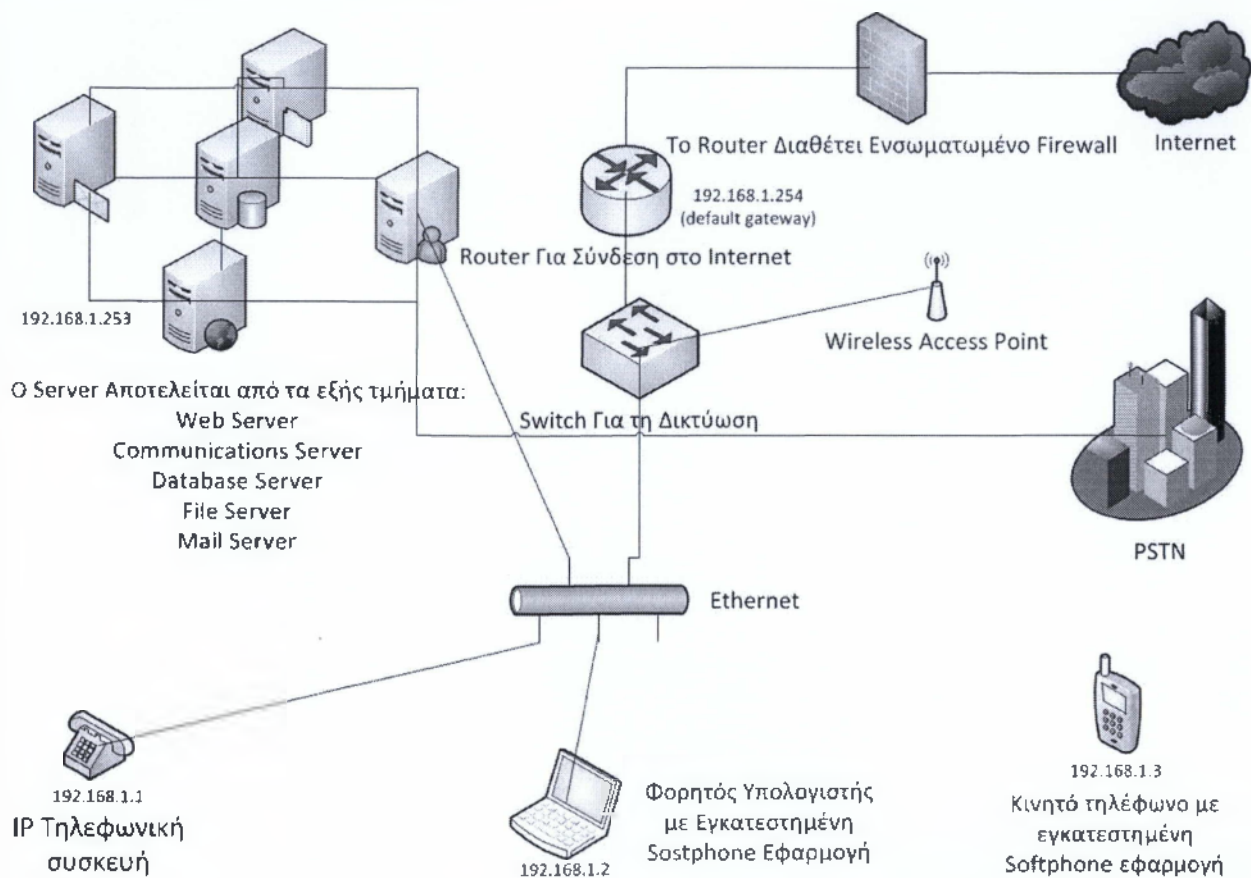 Το Router Διαθέτει Ενσωματωμένο Firewall
Internet
192.168.1.254
(default gateway)
Router Για Σύνδεση στο Internet
192.168.1.253
Wireless Access Point
Ο Server Αποτελείται από τα εξής τμήματα:
Web Server
Communications Server
Database Server
File Server
Mail Server
Switch Για τη Δικτύωση
PSTN
Ethernet
192.168.1.1
IP Τηλεφωνική
συσκευή
192.168.1.2
Φορητός Υπολογιστής
με Εγκατεστημένη
Sostphone Εφαρμογή
192.168.1.3
Κινητό τηλέφωνο με
εγκατεστημένη
Softphone εφαρμογή